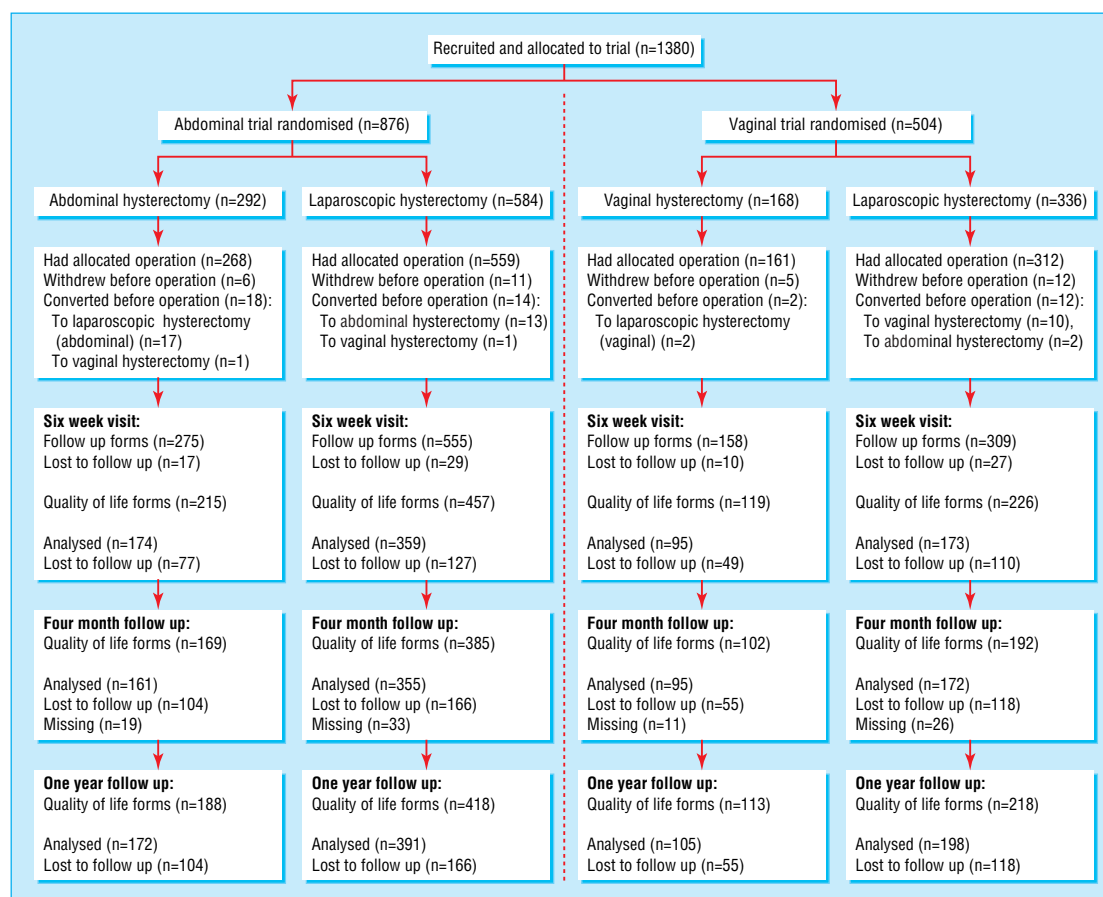 Recruited and allocated to trial (n=1380)
Abdominal trial randomised (n=876)
Vaginal trial randomised (n=504)
Abdominal hysterectomy (n=292)
Laparoscopic hysterectomy (n=584)
Vaginal hysterectomy (n=168)
Laparoscopic hysterectomy (n=336)
Had allocated operation (n=268)
Withdrew before operation (n=6)
Converted before operation (n=18):
To laparoscopic hysterectomy
(abdominal) (n=17)
To vaginal hysterectomy (n=1)
Had allocated operation (n=559)
Withdrew before operation (n=11)
Converted before operation (n=14):
To abdominal hysterectomy (n=13)
To vaginal hysterectomy (n=1)
Had allocated operation (n=161)
Withdrew before operation (n=5)
Converted before operation (n=2):
To laparoscopic hysterectomy
(vaginal) (n=2)
Had allocated operation (n=312)
Withdrew before operation (n=12)
Converted before operation (n=12):
To vaginal hysterectomy (n=10),
To abdominal hysterectomy (n=2)
Six week visit:
Follow up forms (n=275)
Lost to follow up (n=17)
Quality of life forms (n=215)
Analysed (n=174)
Lost to follow up (n=77)
Six week visit:
Follow up forms (n=555)
Lost to follow up (n=29)
Quality of life forms (n=457)
Analysed (n=359)
Lost to follow up (n=127)
Six week visit:
Follow up forms (n=158)
Lost to follow up (n=10)
Quality of life forms (n=119)
Analysed (n=95)
Lost to follow up (n=49)
Six week visit:
Follow up forms (n=309)
Lost to follow up (n=27)
Quality of life forms (n=226)
Analysed (n=173)
Lost to follow up (n=110)
Four month follow up:
Quality of life forms (n=169)
Analysed (n=161)
Lost to follow up (n=104)
Missing (n=19)
Four month follow up:
Quality of life forms (n=385)
Analysed (n=355)
Lost to follow up (n=166)
Missing (n=33)
Four month follow up:
Quality of life forms (n=102)
Analysed (n=95)
Lost to follow up (n=55)
Missing (n=11)
Four month follow up:
Quality of life forms (n=192)
Analysed (n=172)
Lost to follow up (n=118)
Missing (n=26)
One year follow up:
Quality of life forms (n=188)
Analysed (n=172)
Lost to follow up (n=104)
One year follow up:
Quality of life forms (n=418)
Analysed (n=391)
Lost to follow up (n=166)
One year follow up:
Quality of life forms (n=113)
Analysed (n=105)
Lost to follow up (n=55)
One year follow up:
Quality of life forms (n=218)
Analysed (n=198)
Lost to follow up (n=118)